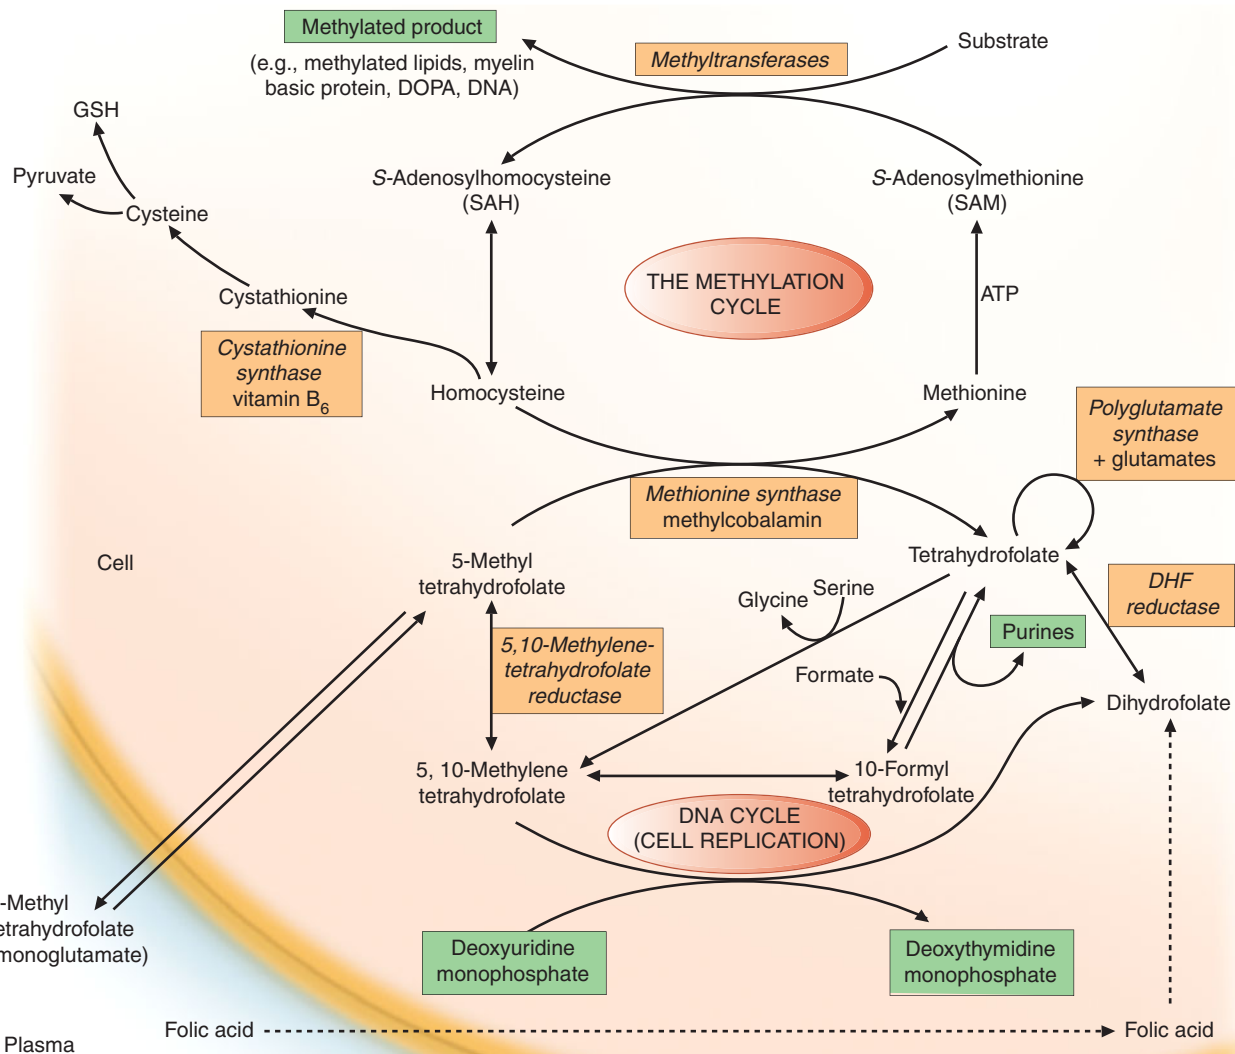 Methylated product
(e.g., methylated lipids, myelin
basic protein, DOPA, DNA)
Methyltransferases
Substrate
GSH
Pyruvate
Cysteine
S-Adenosylhomocysteine
(SAH)
S-Adenosylmethionine
(SAM)
THE METHYLATION
CYCLE
ATP
Cystathionine
Cystathionine
synthase
vitamin B6
Homocysteine
Methionine
Polyglutamate
synthase
+ glutamates
Methionine synthase
methylcobalamin
Cell
5-Methyl
tetrahydrofolate
Tetrahydrofolate
DHF
reductase
Glycine
Serine
Purines
5,10-Methylene-
tetrahydrofolate
reductase
Formate
Dihydrofolate
5, 10-Methylene
tetrahydrofolate
10-Formyl
tetrahydrofolate
DNA CYCLE
(CELL REPLICATION)
-Methyl
etrahydrofolate
monoglutamate)
Deoxyuridine
monophosphate
Deoxythymidine
monophosphate
Folic acid
Folic acid
Plasma